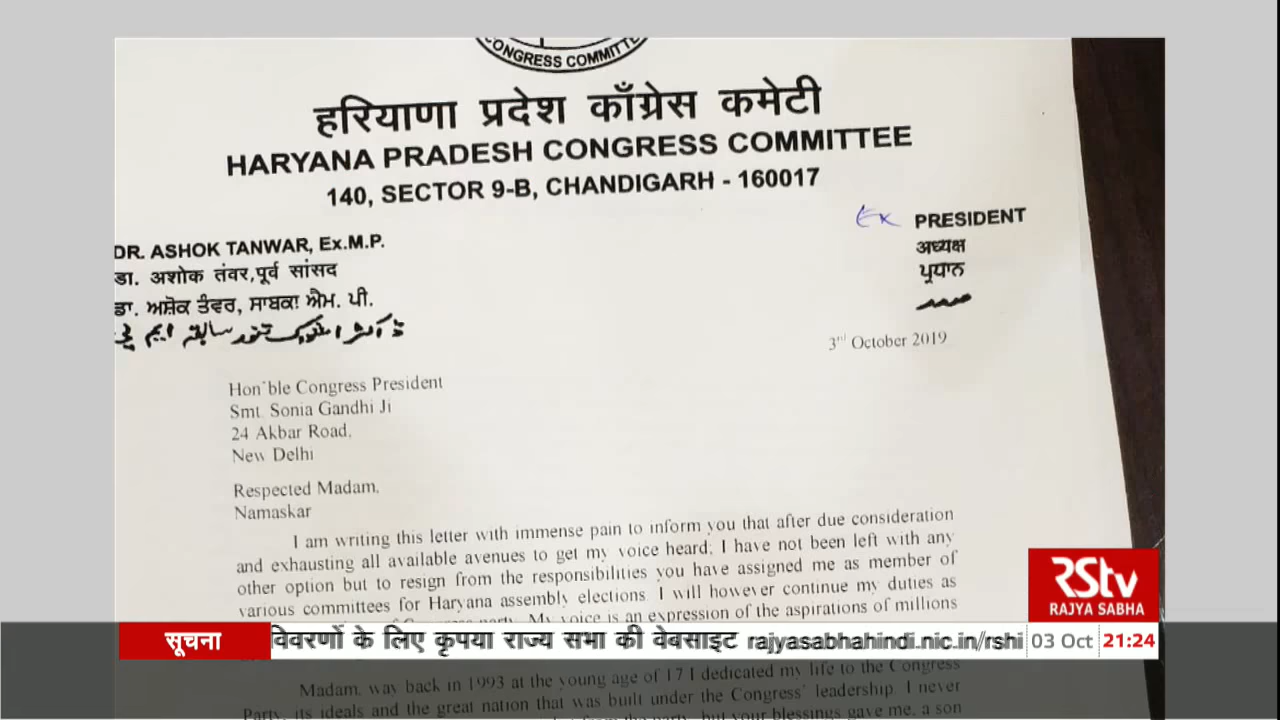 CONGRESS COMMITTEE
हरियाणा प्रदेश काँग्रेस कमेटी
HARYANA PRADESH CONGRESS COMMITTEE
140, SECTOR 9-B, CHANDIGARH - 160017
Ex PRESIDENT
अध्यक्ष
ਪ੍ਰਧਾਨ
صدر
DR. ASHOK TANWAR, Ex.M.P.
डा. अशोक तंवर,पूर्व सांसद
ਡਾ. ਅਸ਼ੋਕ ਤੰਵਰ, ਸਾਬਕਾ ਐਮ. ਪੀ.
ڈاکٹر اشوک تنور سابقہ ایم پی
3rd October 2019
Hon'ble Congress President
Smt. Sonia Gandhi Ji
24 Akbar Road,
New Delhi
Respected Madam,
Namaskar
I am writing this letter with immense pain to inform you that after due consideration
and exhausting all available avenues to get my voice heard; I have not been left with any
other option but to resign from the responsibilities you have assigned me as member of
various committees for Haryana assembly elections. I will however continue my duties as
My voice is an expression of the aspirations of millions
RStv
RAJYA SABHA
सूचना
विवरणों के लिए कृपया राज्य सभा की वेबसाइट rajyasabhahindi.nic.in/rshi
03 Oct 21:24
Madam, way back in 1993 at the young age of 17 I dedicated my life to the Congress
Party, its ideals and the great nation that was built under the Congress' leadership. I never
but your blessings gave me, a son